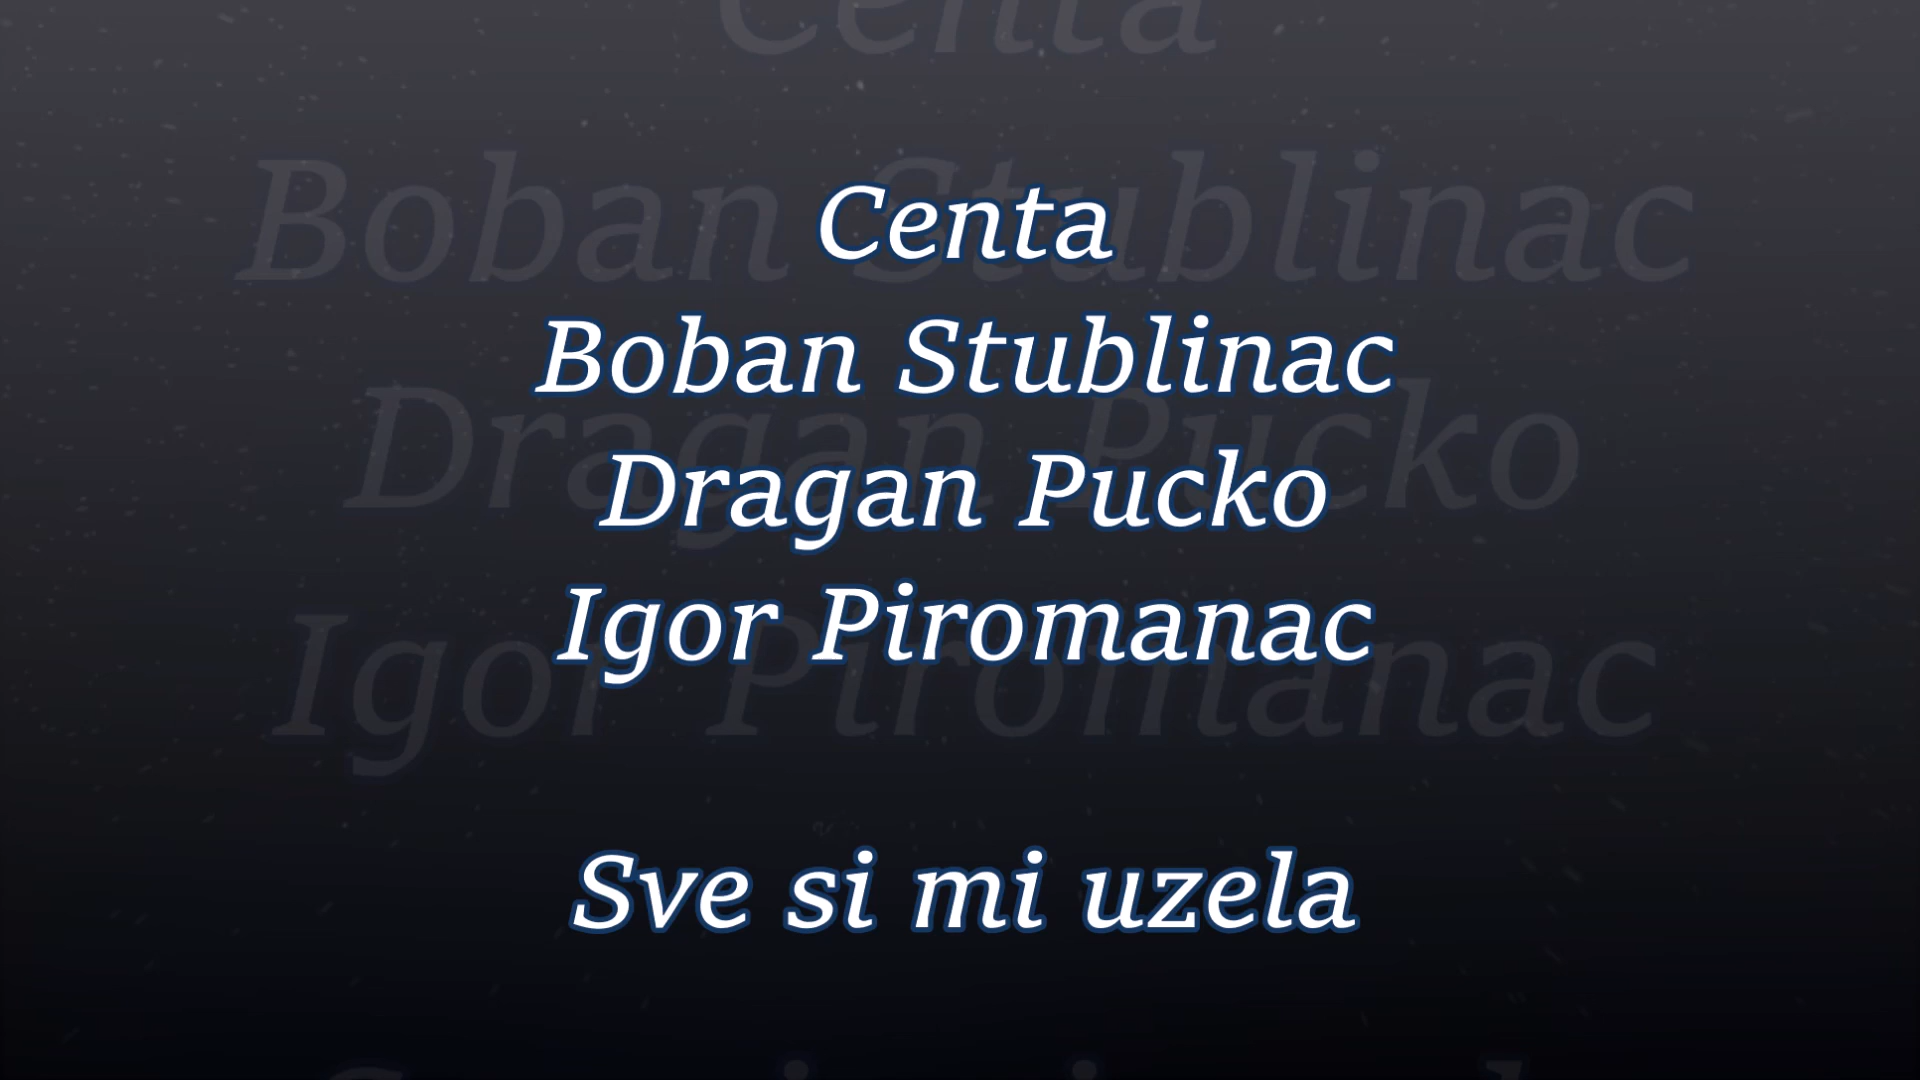 Centa
Boban Stublinac
Dragan Pucko
Igor Piromanac
Sve si mi uzela